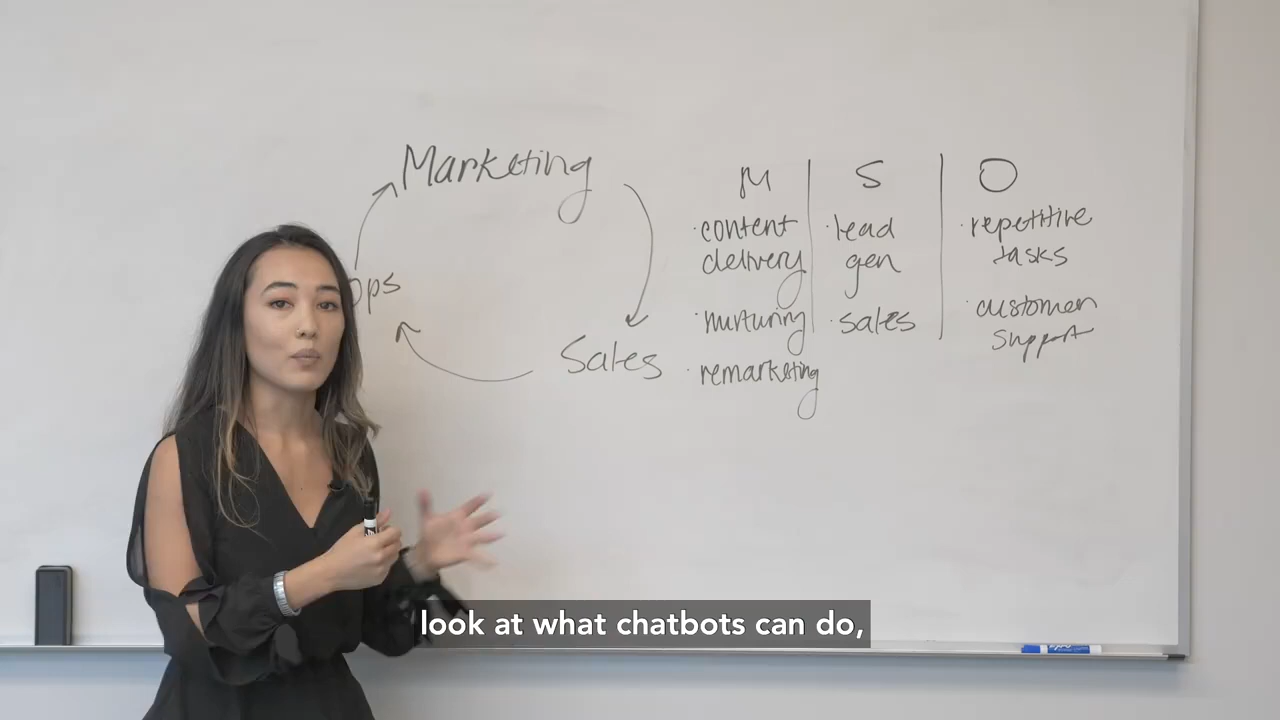 Marketing
ops
Sales
M S O
· content delivery
· nurturing
· remarketing
· lead gen
· sales
· repetitive tasks
· customer support
look at what chatbots can do,